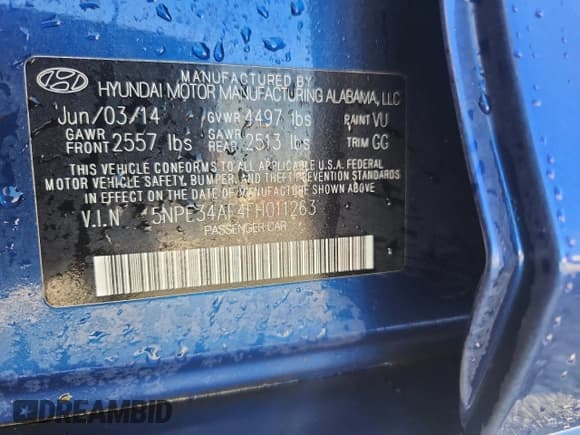 MANUFACTURED BY
HYUNDAI MOTOR MANUFACTURING ALABAMA, LLC
Jun/03/14 GVWR 4497 lbs PAINT VU
GAWR FRONT 2557 lbs GAWR REAR 2513 lbs TRIM GG
THIS VEHICLE CONFORMS TO ALL APPLICABLE U.S.A. FEDERAL
MOTOR VEHICLE SAFETY, BUMPER, AND THEFT PREVENTION
STANDARDS IN EFFECT ON THE DATE OF MANUFACTURE SHOWN ABOVE.
V.I.N 5NPE34AF4FH011263
PASSENGER CAR
DREAMBID